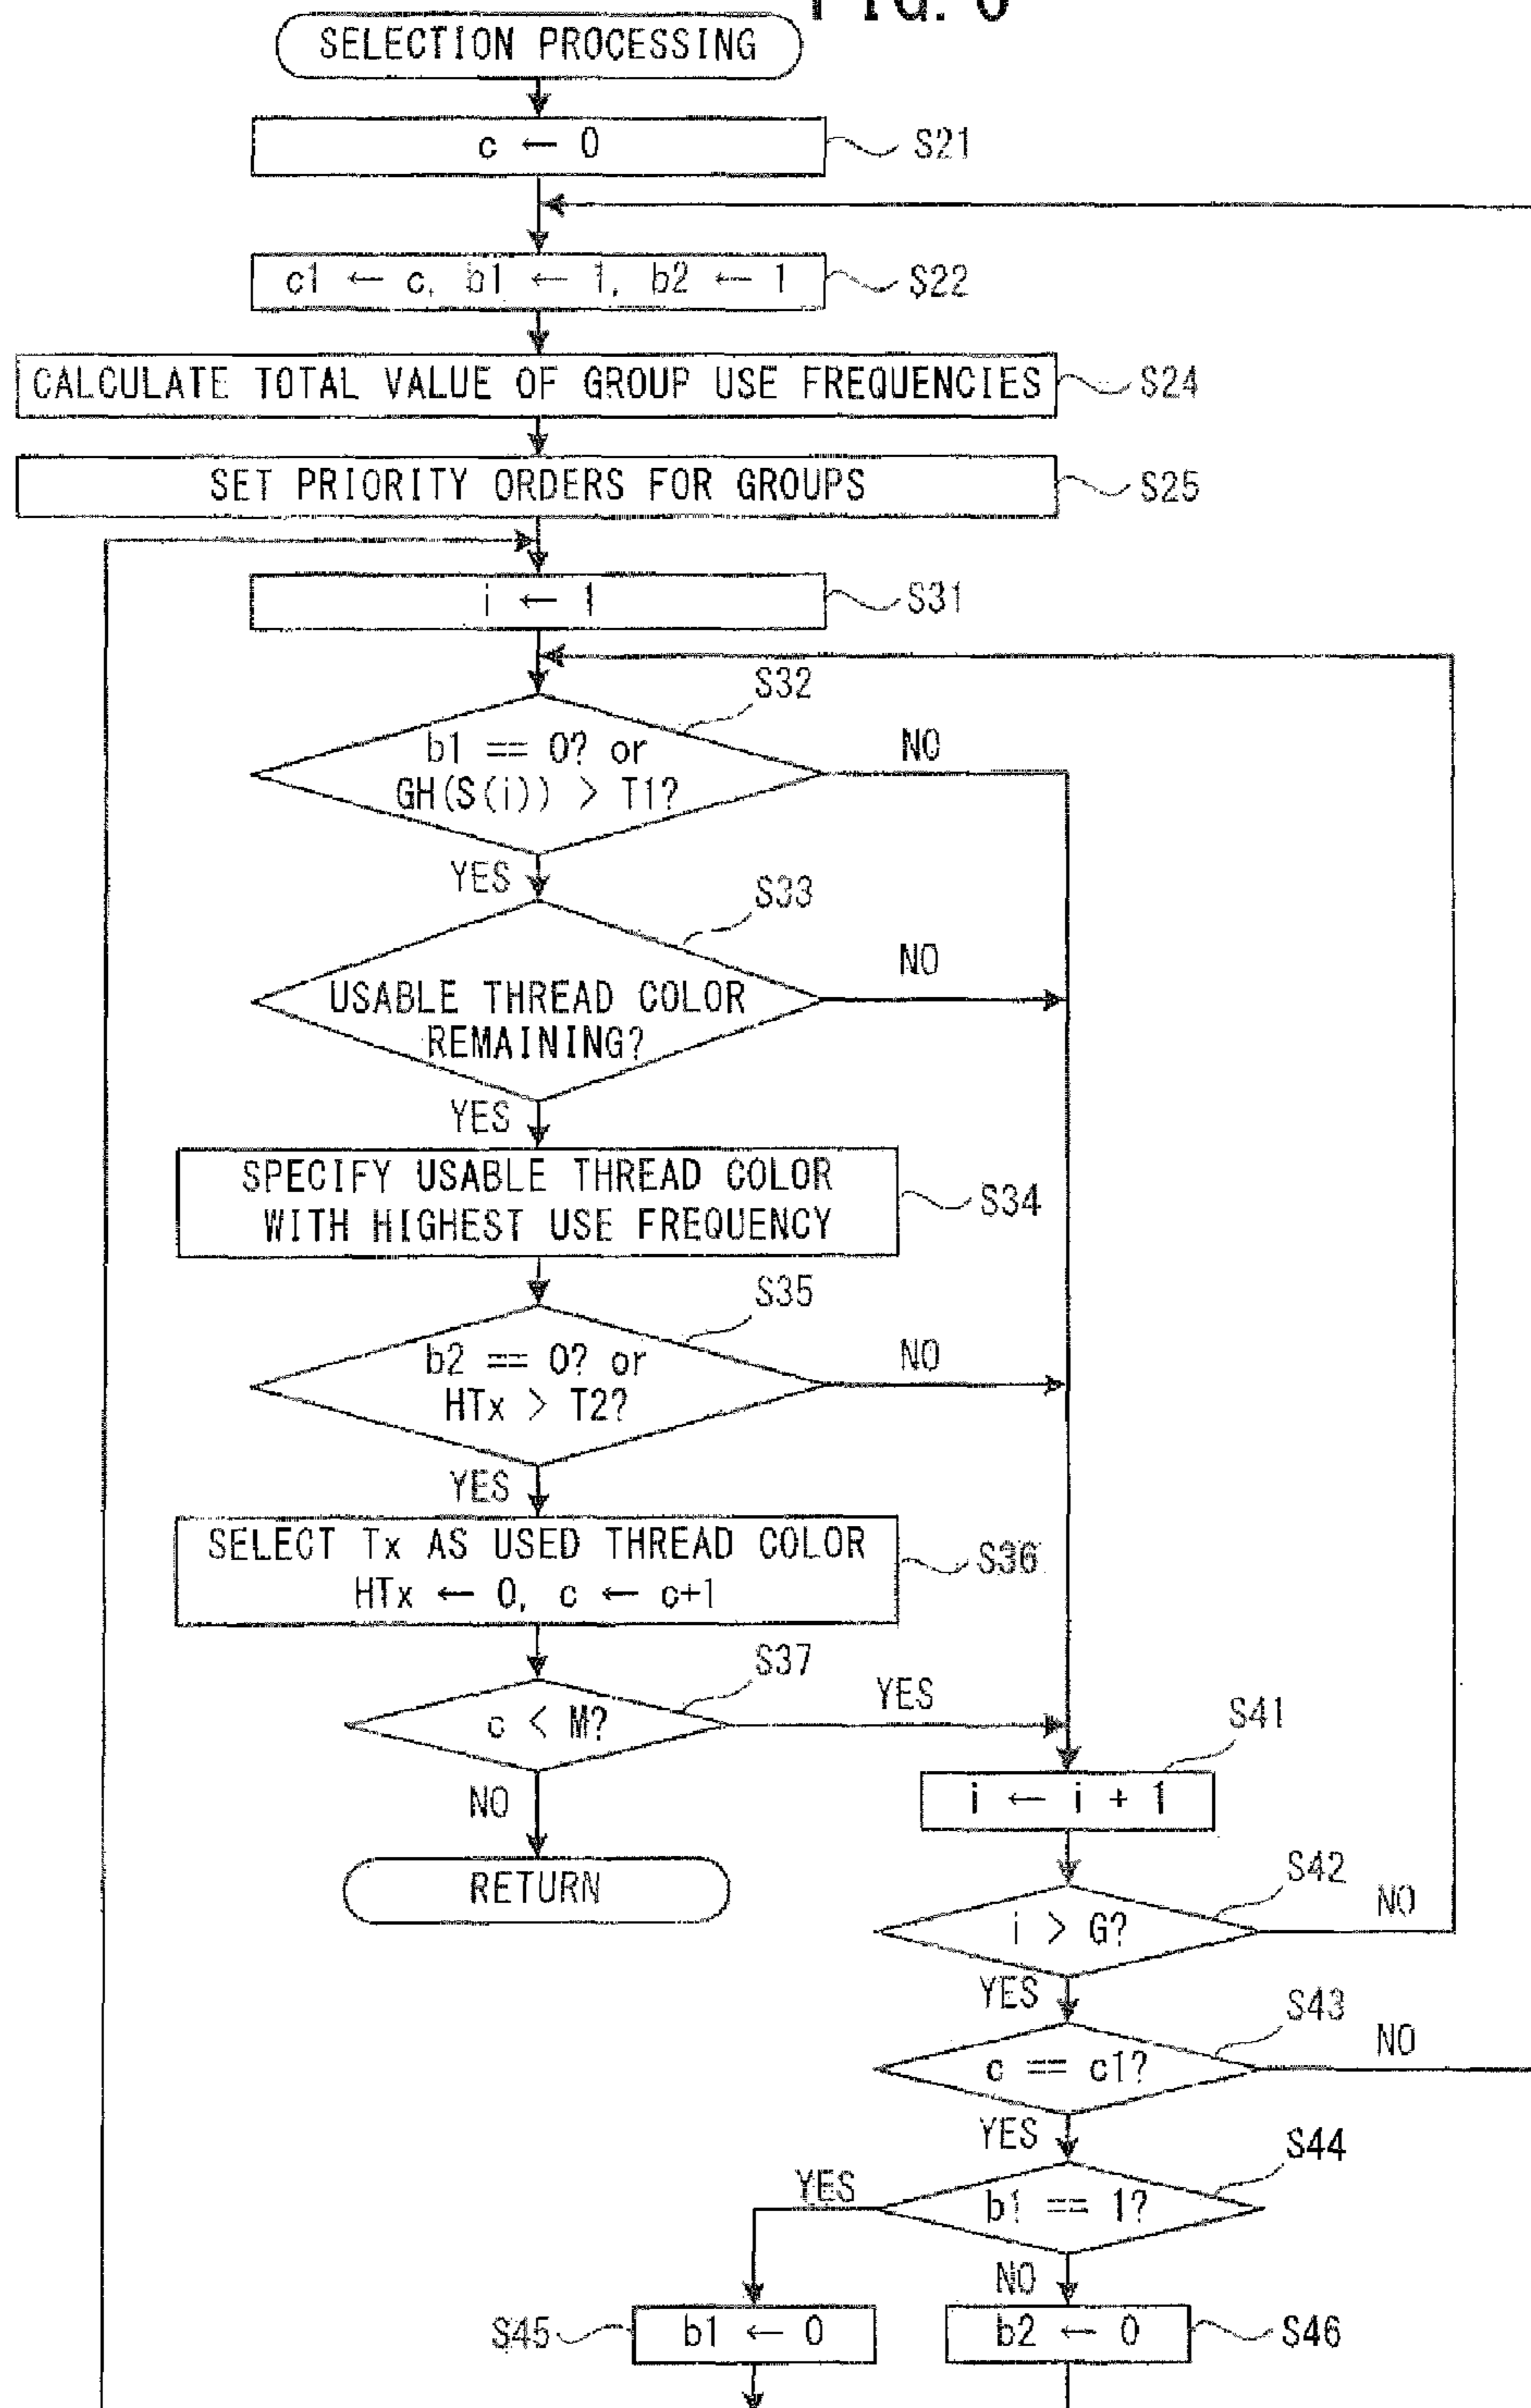 SELECTION PROCESSING
c ← 0
S21
c1 ← c, b1 ← 1, b2 ← 1
S22
CALCULATE TOTAL VALUE OF GROUP USE FREQUENCIES
S24
SET PRIORITY ORDERS FOR GROUPS
S25
i ← 1
S31
S32
b1 == 0? or
GH(S(i)) > T1?
NO
YES
S33
USABLE THREAD COLOR
REMAINING?
NO
YES
SPECIFY USABLE THREAD COLOR
WITH HIGHEST USE FREQUENCY
S34
S35
b2 == 0? or
HTx > T2?
NO
YES
SELECT Tx AS USED THREAD COLOR
HTx ← 0, c ← c+1
S36
S37
c < M?
YES
NO
RETURN
S41
i ← i + 1
S42
i > G?
NO
YES
S43
c == c1?
NO
YES
S44
b1 == 1?
YES
NO
S45
b1 ← 0
b2 ← 0
S46